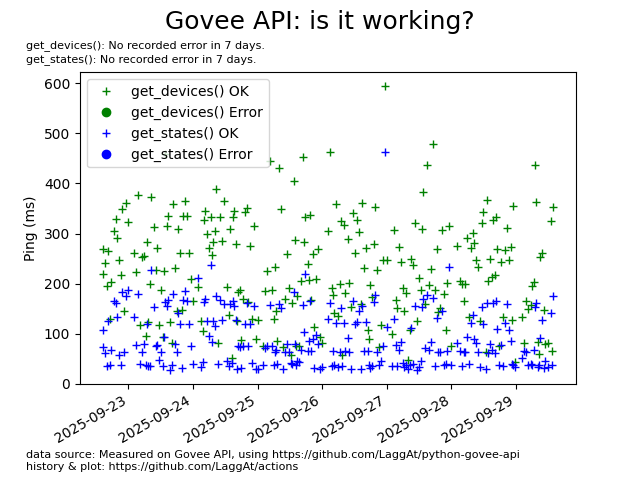 Govee API: is it working?
get_devices(): No recorded error in 7 days.
get_states(): No recorded error in 7 days.
get_devices() OK
get_devices() Error
get_states() OK
get_states() Error
600
500
400
300
200
100
0
Ping (ms)
2025-09-23
2025-09-24
2025-09-25
2025-09-26
2025-09-27
2025-09-28
2025-09-29
data source: Measured on Govee API, using https://github.com/LaggAt/python-govee-api
history & plot: https://github.com/LaggAt/actions